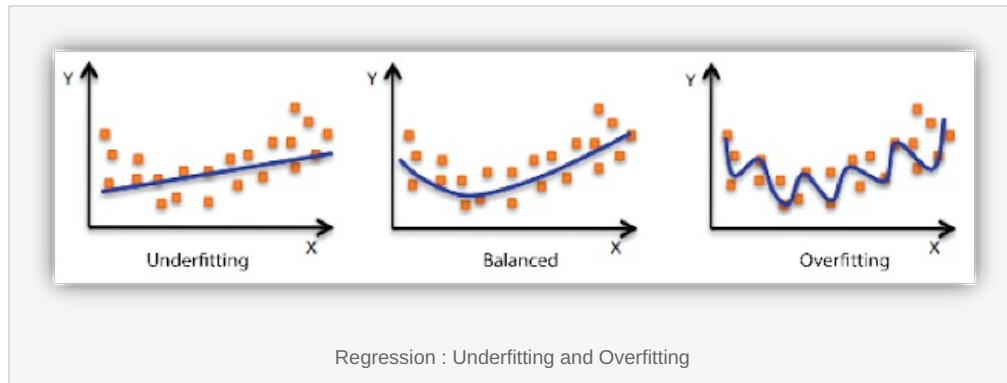 Y
X
Underfitting
Y
X
Balanced
Y
X
Overfitting
Regression : Underfitting and Overfitting